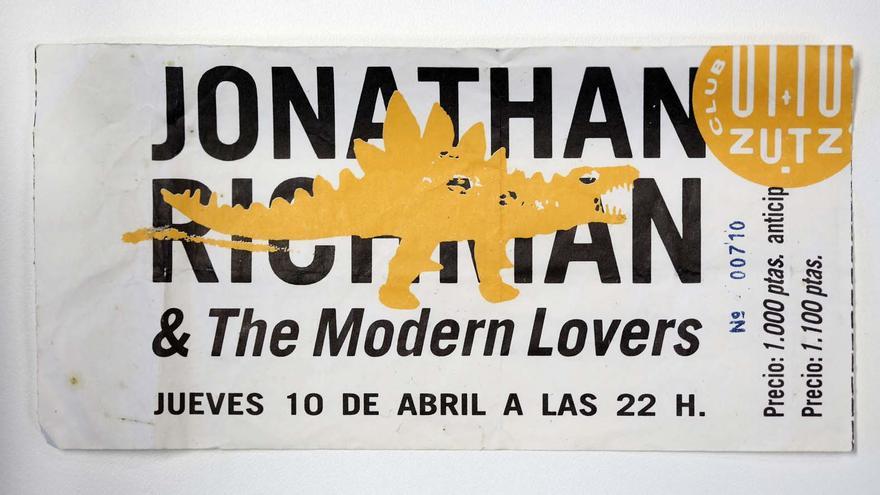 JONATHAN
RICHMAN
& The Modern Lovers
JUEVES 10 DE ABRIL A LAS 22 H.
CLUB
ZUTZ
Nº 00710
Precio: 1.000 ptas. anticip
Precio: 1.100 ptas.